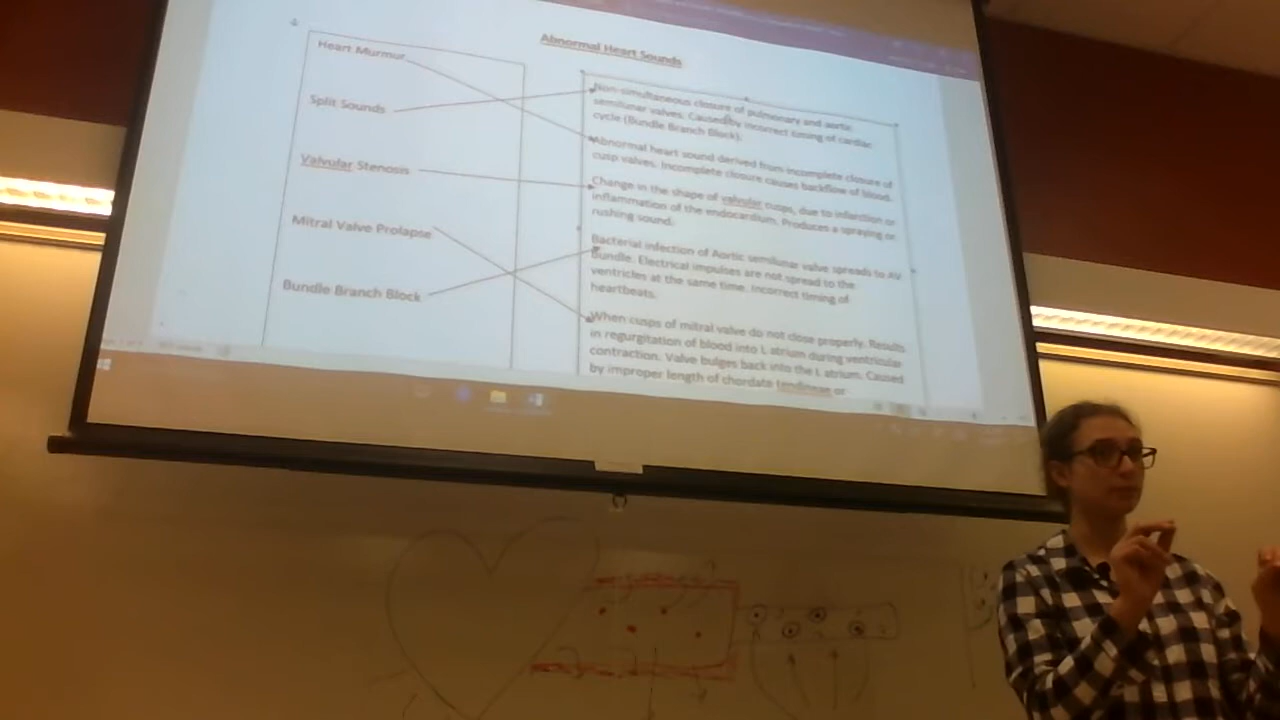 Abnormal Heart Sounds
Heart Murmur
Split Sounds
Valvular Stenosis
Mitral Valve Prolapse
Bundle Branch Block
Non-simultaneous closure of pulmonary and aortic
semilunar valves. Caused by incorrect timing of cardiac
cycle (Bundle Branch Block).
Abnormal heart sound derived from incomplete closure of
cusp valves. Incomplete closure causes backflow of blood.
Change in the shape of valvular cusps, due to infarction or
inflammation of the endocardium. Produces a spraying or
rushing sound.
Bacterial infection of Aortic semilunar valve spreads to AV
Bundle. Electrical impulses are not spread to the
ventricles at the same time. Incorrect timing of
heartbeats.
When cusps of mitral valve do not close properly. Results
in regurgitation of blood into L atrium during ventricular
contraction. Valve bulges back into the L atrium. Caused
by improper length of chordate tendineae or